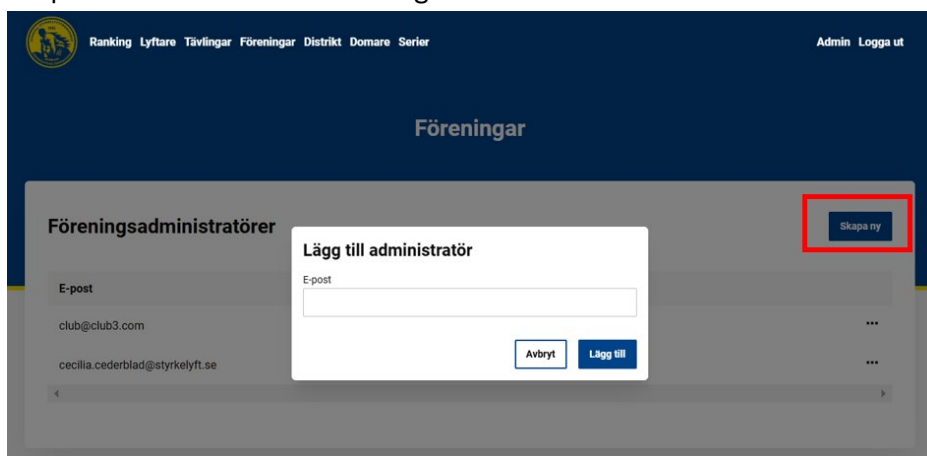 Ranking Lyftare Tävlingar Föreningar Distrikt Domare Serier
Admin Logga ut
Föreningar
Föreningsadministratörer
Skapa ny
Lägg till administratör
E-post
E-post
club@club3.com
cecilia.cederblad@styrkelyft.se
Avbryt
Lägg till